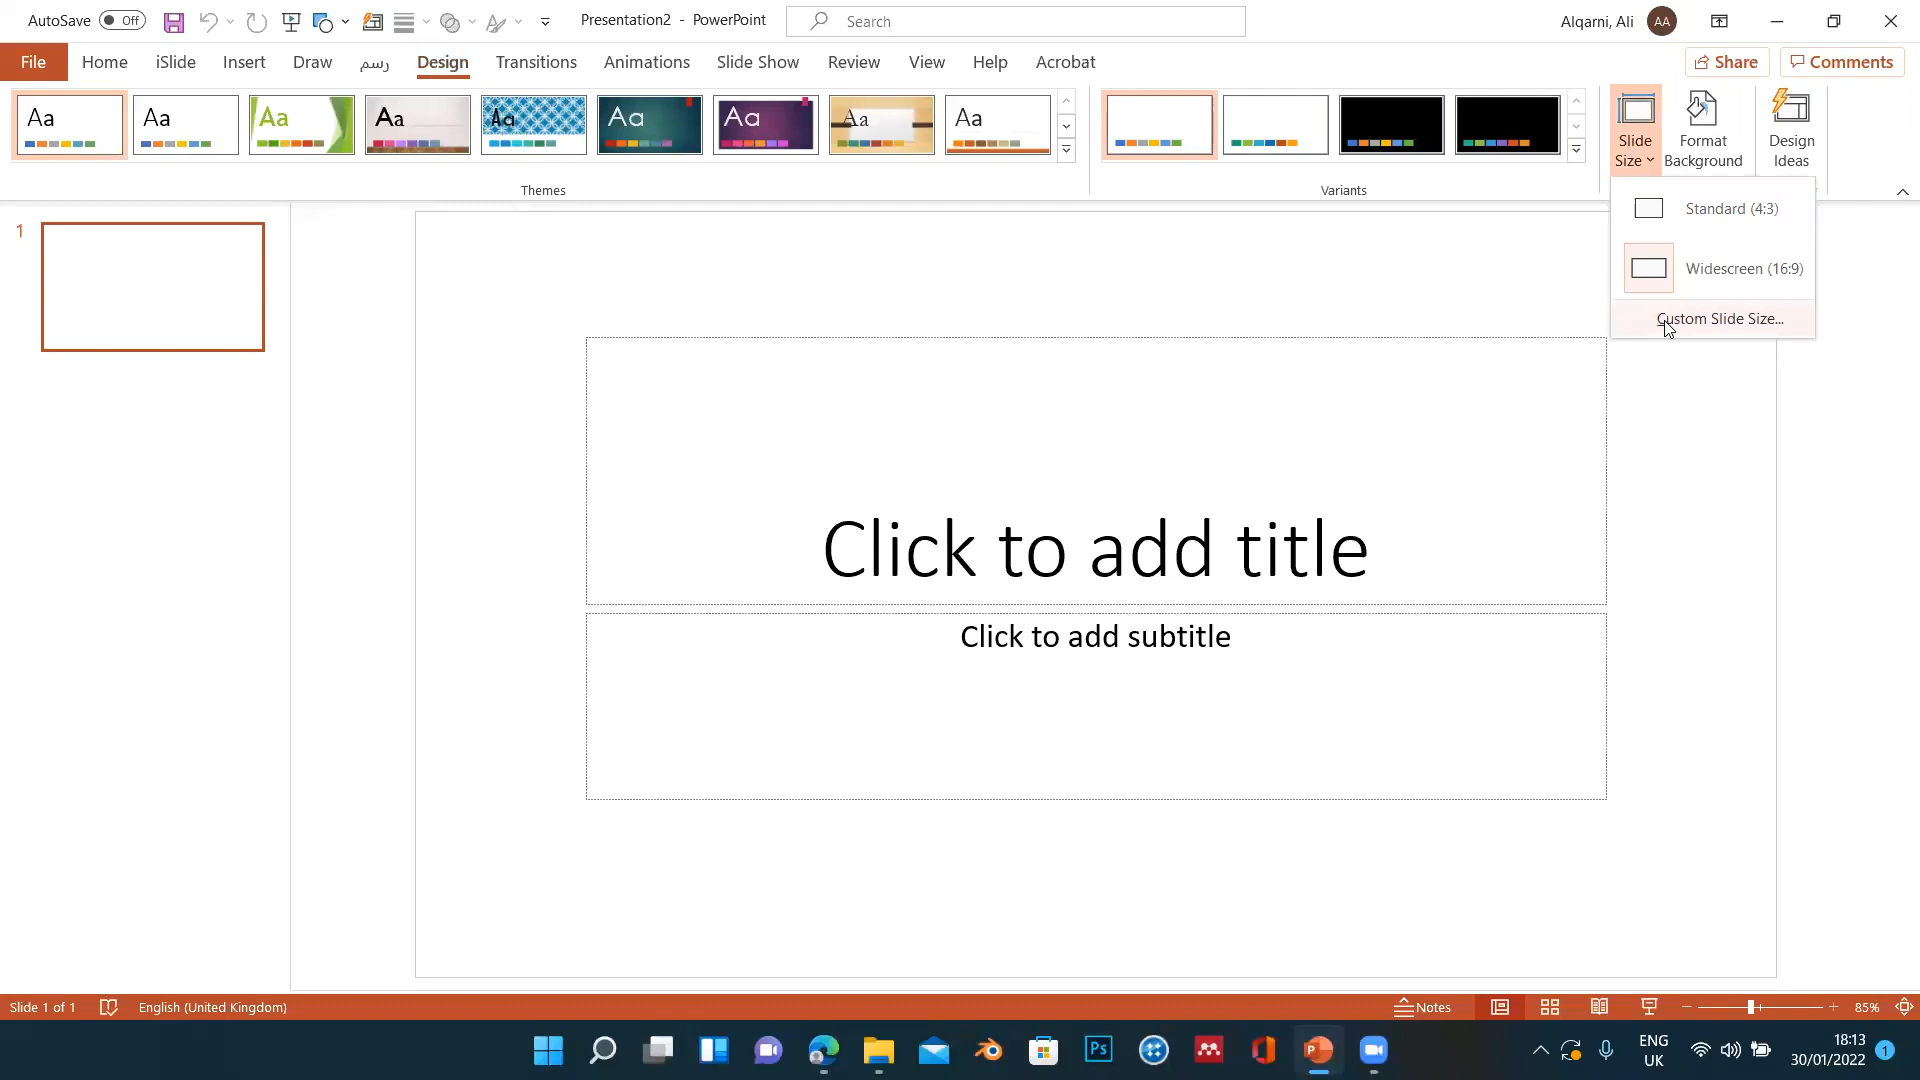 AutoSave Off Presentation2 - PowerPoint Search Alqarni, Ali AA
File Home iSlide Insert Draw رسم Design Transitions Animations Slide Show Review View Help Acrobat Share Comments
Aa Aa Aa Aa Aa Aa Aa Aa Aa
Slide Size Format Background Design Ideas
Themes Variants
Standard (4:3)
Widescreen (16:9)
Custom Slide Size...
1
Click to add title
Click to add subtitle
Slide 1 of 1 English (United Kingdom) Notes 85%
Ps P ENG
UK 18:13
30/01/2022 1